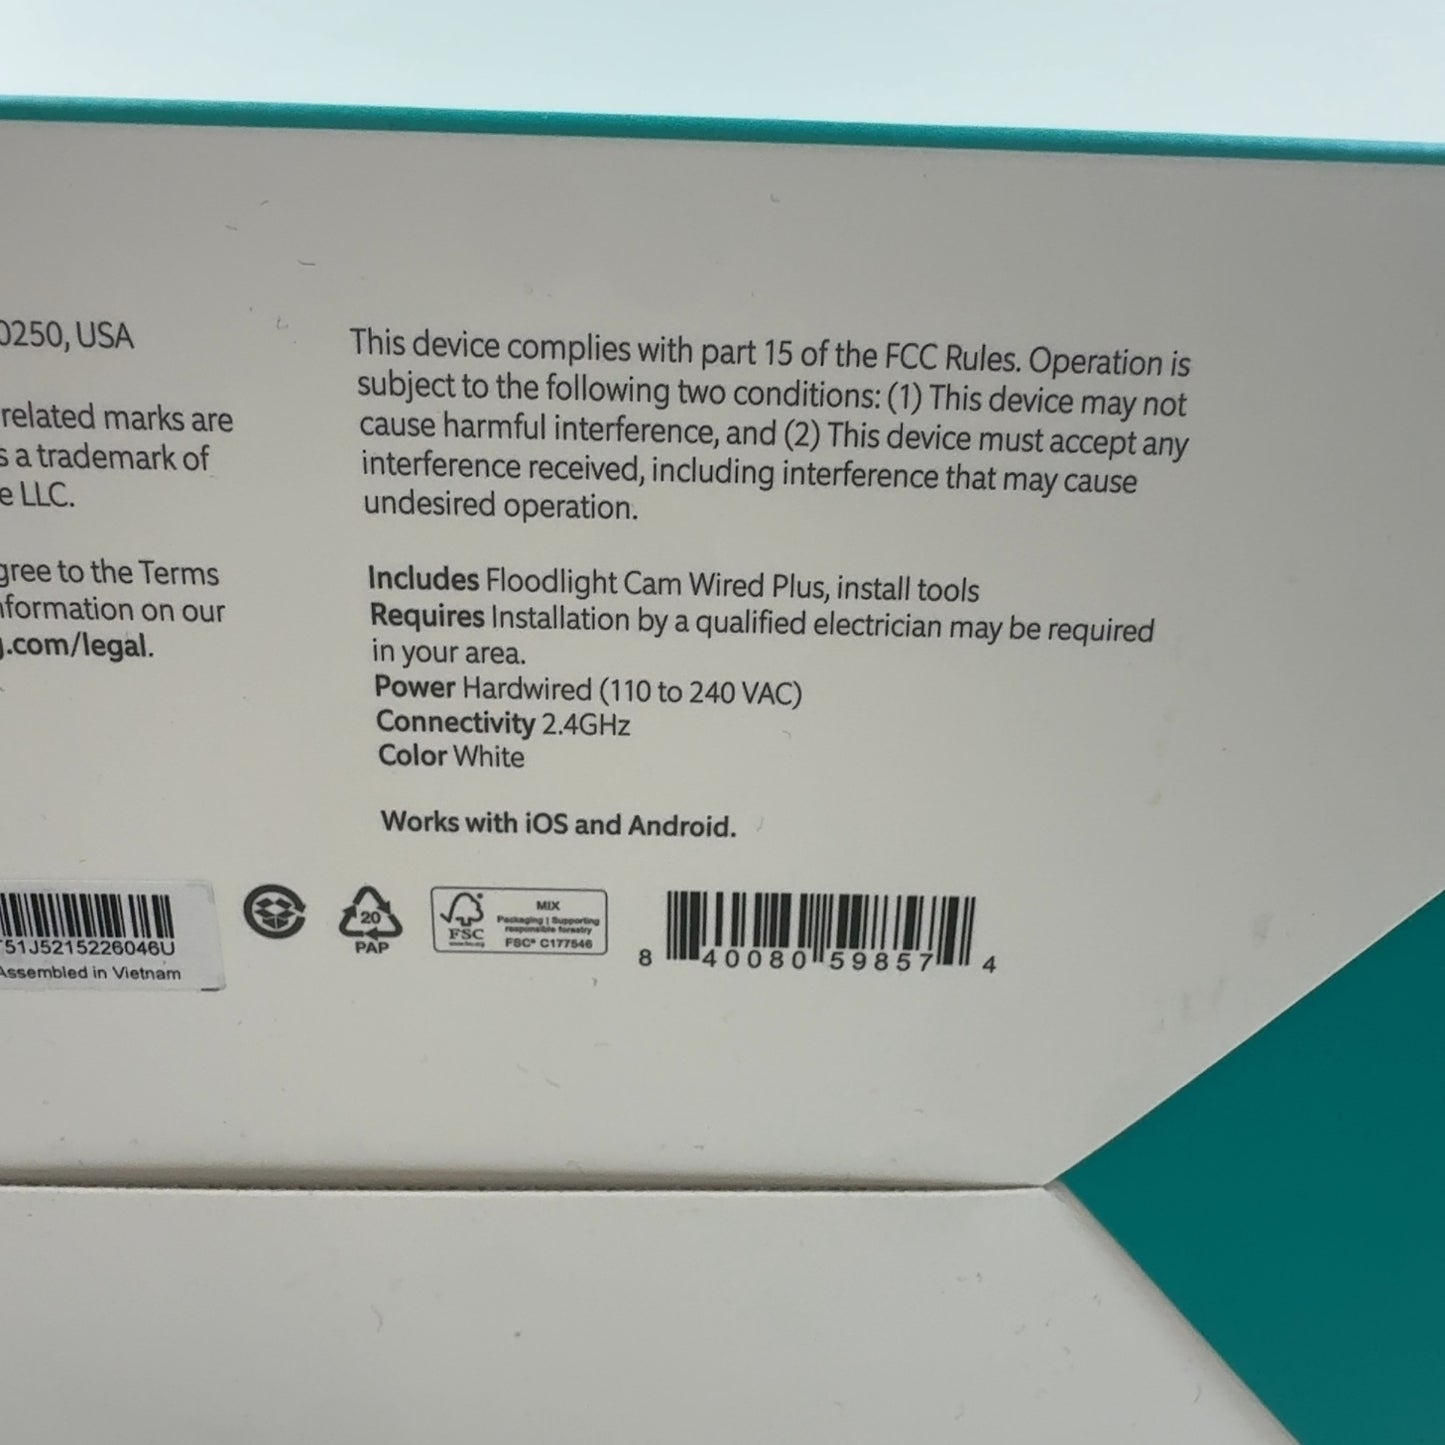 0250, USA
related marks are
s a trademark of
e LLC.
gree to the Terms
nformation on our
g.com/legal.
This device complies with part 15 of the FCC Rules. Operation is
subject to the following two conditions: (1) This device may not
cause harmful interference, and (2) This device must accept any
interference received, including interference that may cause
undesired operation.
Includes Floodlight Cam Wired Plus, install tools
Requires Installation by a qualified electrician may be required
in your area.
Power Hardwired (110 to 240 VAC)
Connectivity 2.4GHz
Color White
Works with iOS and Android.
T51J5215226046U
Assembled in Vietnam
20
PAP
FSC
MIX
Packaging | Supporting
responsible forestry
FSC® C177546
8 40080 59857 4